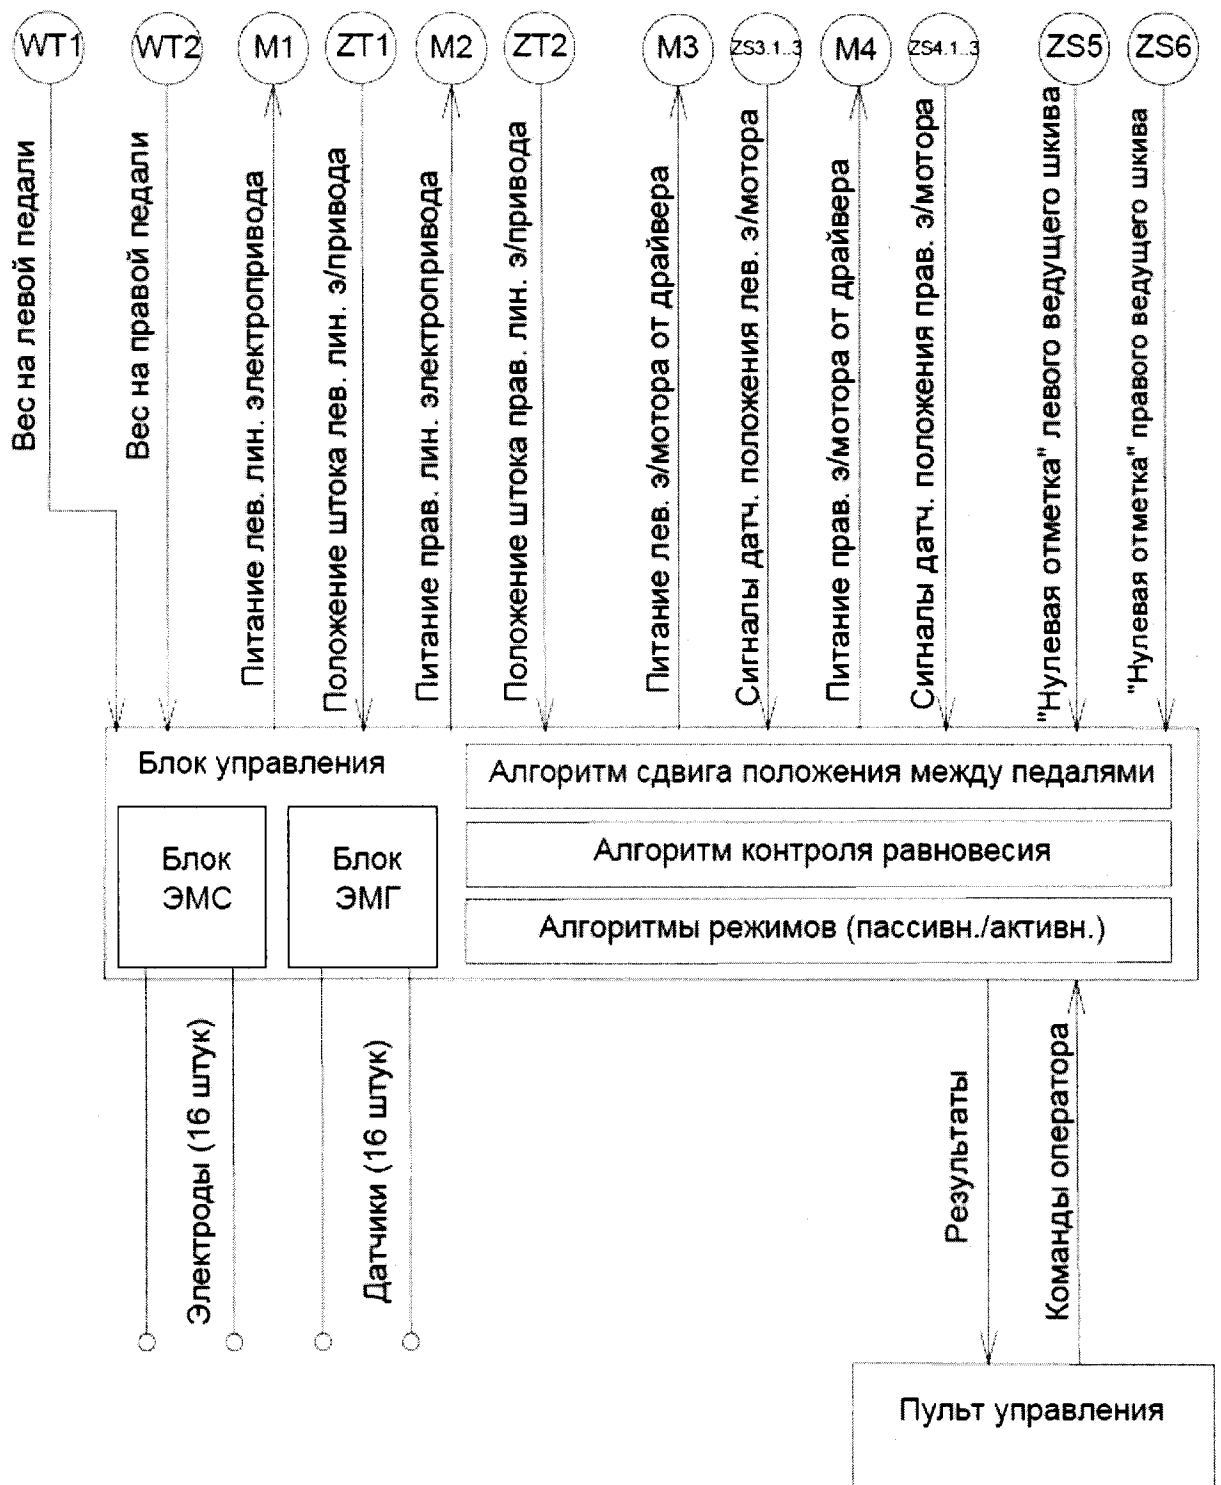 WT1
WT2
M1
ZT1
M2
ZT2
M3
ZS3.1..3
M4
ZS4.1..3
ZS5
ZS6
Вес на левой педали
Вес на правой педали
Питание лев. лин. электропривода
Положение штока лев. лин. э/привода
Питание прав. лин. электропривода
Положение штока прав. лин. э/привода
Питание лев. э/мотора от драйвера
Сигналы датч. положения лев. э/мотора
Питание прав. э/мотора от драйвера
Сигналы датч. положения прав. э/мотора
"Нулевая отметка" левого ведущего шкива
"Нулевая отметка" правого ведущего шкива
Блок управления
Блок
ЭМС
Блок
ЭМГ
Алгоритм сдвига положения между педалями
Алгоритм контроля равновесия
Алгоритмы режимов (пассивн./активн.)
Электроды (16 штук)
Датчики (16 штук)
Результаты
Команды оператора
Пульт управления